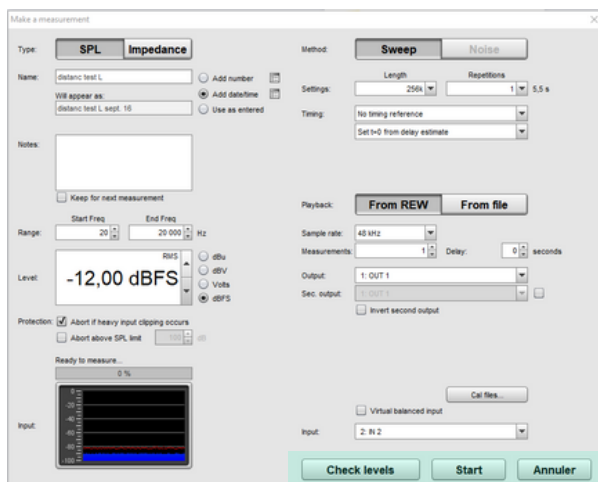 Make a measurement
Type: SPL Impedance
Name: distanc test L
Add number
Will appear as:
Add date/time
distanc test L sept. 16
Use as entered
Notes:
Keep for next measurement
Start Freq End Freq
Range: 20 20 000 Hz
Level: -12,00 dBFS RMS
dBu
dBV
Volts
dBFS
Protection: Abort if heavy input clipping occurs
Abort above SPL limit 100 dB
Ready to measure...
0 %
Input:
0
-20
-40
-60
-80
-100
Method: Sweep Noise
Length Repetitions
Settings: 256k 1 5,5 s
Timing: No timing reference
Set t=0 from delay estimate
Playback: From REW From file
Sample rate: 48 kHz
Measurements: 1 Delay: 0 seconds
Output: 1: OUT 1
Sec. output: 1: OUT 1
Invert second output
Cal files...
Virtual balanced input
Input: 2: IN 2
Check levels Start Annuler